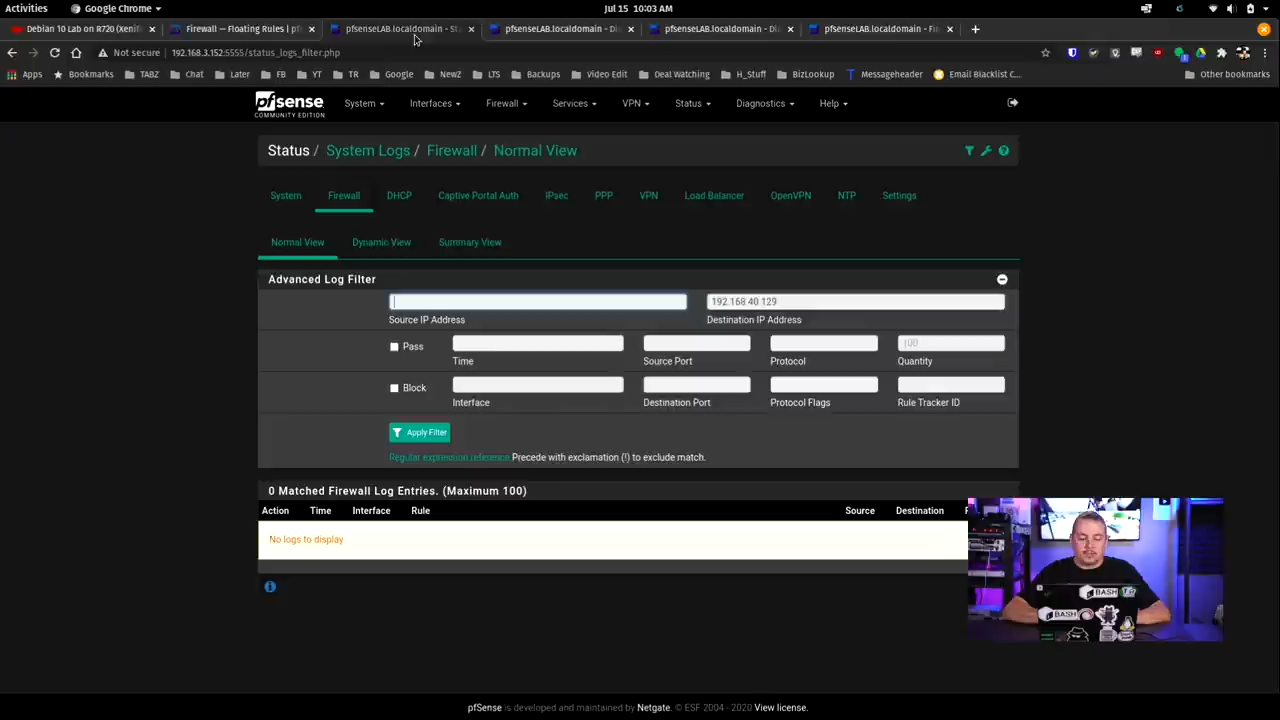 Activities
Google Chrome
Jul 15 10:03 AM
Debian 10 Lab on R720 (Xenif
Firewall — Floating Rules | pf
pfsenseLAB.localdomain - Sta
pfsenseLAB.localdomain - Di
pfsenseLAB.localdomain - Di
pfsenseLAB.localdomain - Fir
Not secure | 192.168.3.152:5555/status_logs_filter.php
Apps
Bookmarks
TABZ
Chat
Later
FB
YT
TR
Google
NewZ
LTS
Backups
Video Edit
Deal Watching
H_Stuff
BizLookup
Messageheader
Email Blacklist C...
Other bookmarks
pfsense
COMMUNITY EDITION
System
Interfaces
Firewall
Services
VPN
Status
Diagnostics
Help
Status / System Logs / Firewall / Normal View
System
Firewall
DHCP
Captive Portal Auth
IPsec
PPP
VPN
Load Balancer
OpenVPN
NTP
Settings
Normal View
Dynamic View
Summary View
Advanced Log Filter
192.168.40.129
Source IP Address
Destination IP Address
Pass
100
Time
Source Port
Protocol
Quantity
Block
Interface
Destination Port
Protocol Flags
Rule Tracker ID
Apply Filter
Regular expression reference Precede with exclamation (!) to exclude match.
0 Matched Firewall Log Entries. (Maximum 100)
Action
Time
Interface
Rule
Source
Destination
No logs to display.
BASH
BASH
pfSense is developed and maintained by Netgate. © ESF 2004 - 2020 View license.